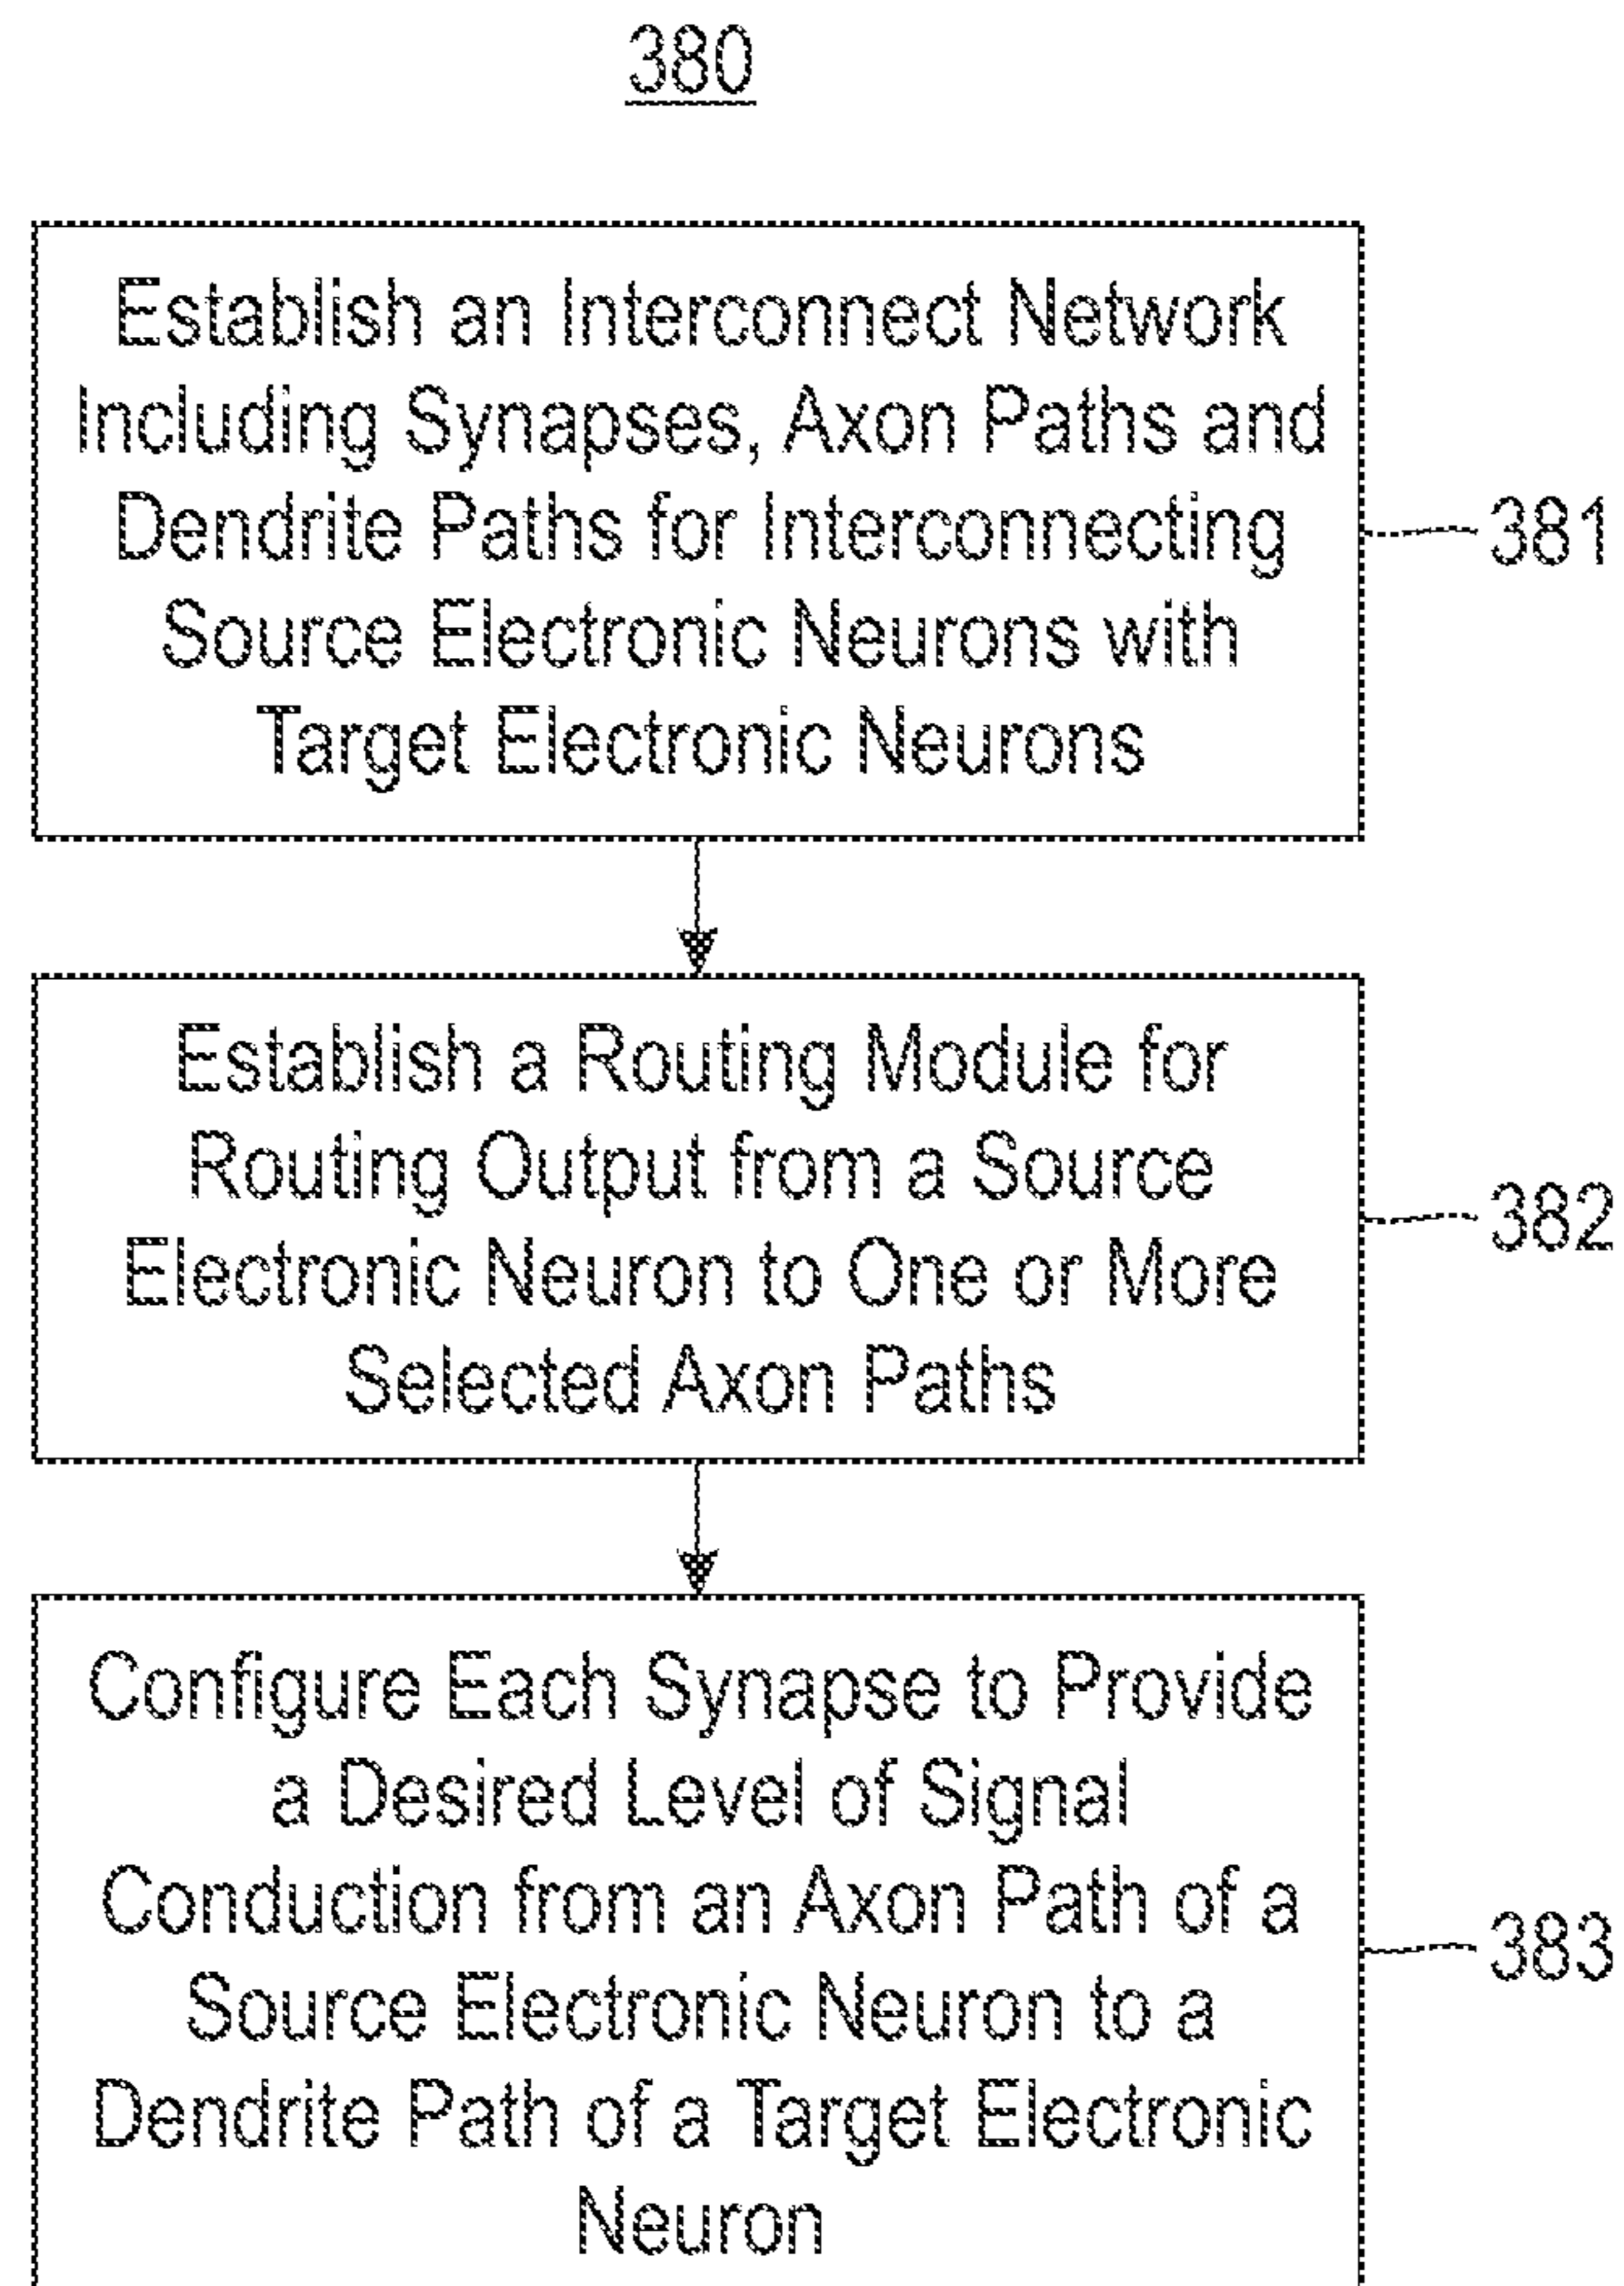 380
Establish an Interconnect Network
Including Synapses, Axon Paths and
Dendrite Paths for Interconnecting
Source Electronic Neurons with
Target Electronic Neurons
381
Establish a Routing Module for
Routing Output from a Source
Electronic Neuron to One or More
Selected Axon Paths
382
Configure Each Synapse to Provide
a Desired Level of Signal
Conduction from an Axon Path of a
Source Electronic Neuron to a
Dendrite Path of a Target Electronic
Neuron
383